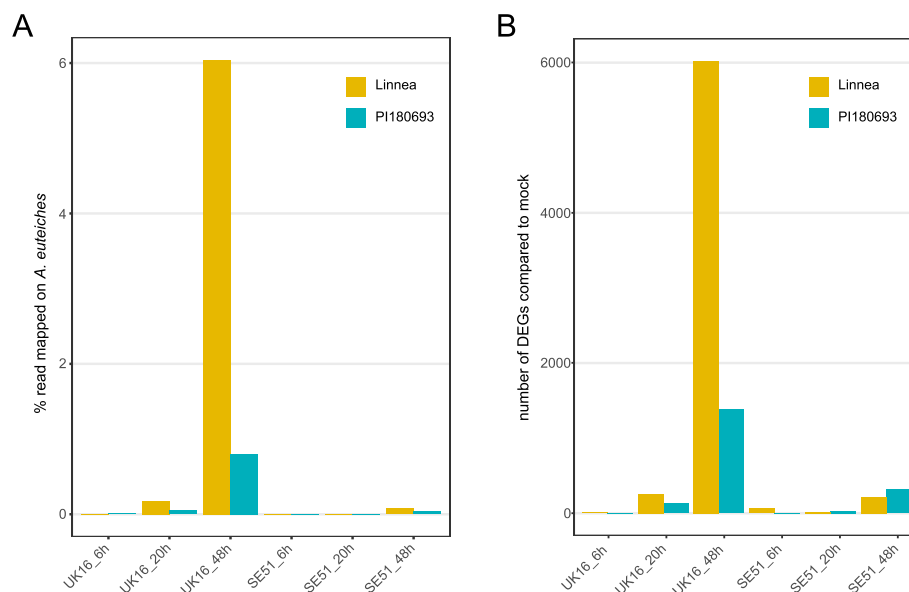 A
% read mapped on A. euteiches
6
4
2
0
Linnea
PI180693
UK16_6h
UK16_20h
UK16_48h
SE51_6h
SE51_20h
SE51_48h
B
number of DEGs compared to mock
6000
4000
2000
0
Linnea
PI180693
UK16_6h
UK16_20h
UK16_48h
SE51_6h
SE51_20h
SE51_48h